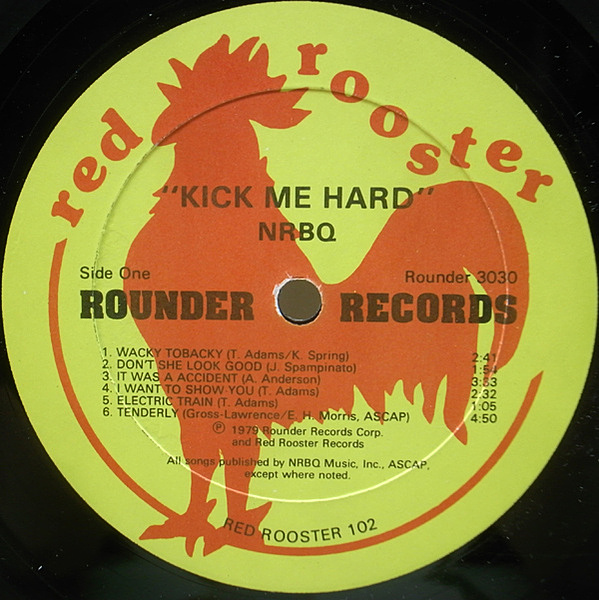 red rooster
"KICK ME HARD"
NRBQ
Side One
Rounder 3030
ROUNDER RECORDS
1. WACKY TOBACKY (T. Adams/K. Spring) 2:41
2. DON'T SHE LOOK GOOD (J. Spampinato) 1:54
3. IT WAS A ACCIDENT (A. Anderson)
4. I WANT TO SHOW YOU (T. Adams) 2:32
5. ELECTRIC TRAIN (T. Adams) 1:05
6. TENDERLY (Gross-Lawrence/E. H. Morris, ASCAP) 4:50
℗ 1979 Rounder Records Corp.
and Red Rooster Records
All songs published by NRBQ Music, Inc., ASCAP,
except where noted.
RED ROOSTER 102